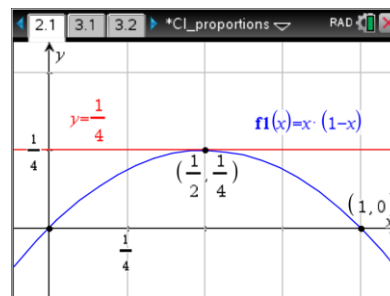 2.1 3.1 3.2 *CI_proportions RAD
y
y=1/4
f1(x)=x·(1−x)
1/4
(1/2, 1/4)
(1,0
x
1/4